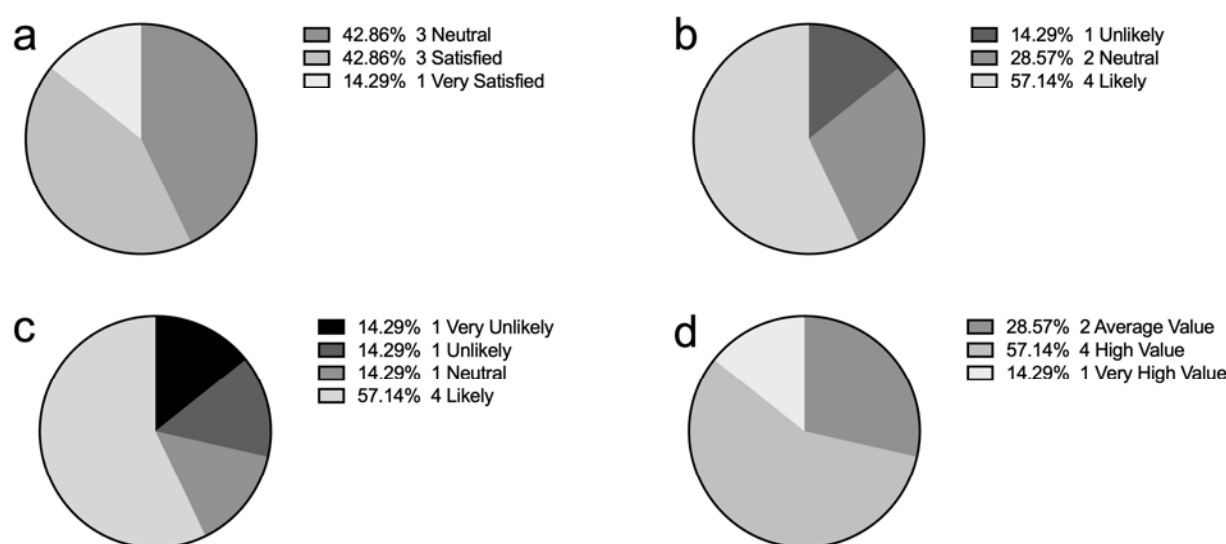 a
42.86% 3 Neutral
42.86% 3 Satisfied
14.29% 1 Very Satisfied
b
14.29% 1 Unlikely
28.57% 2 Neutral
57.14% 4 Likely
c
14.29% 1 Very Unlikely
14.29% 1 Unlikely
14.29% 1 Neutral
57.14% 4 Likely
d
28.57% 2 Average Value
57.14% 4 High Value
14.29% 1 Very High Value